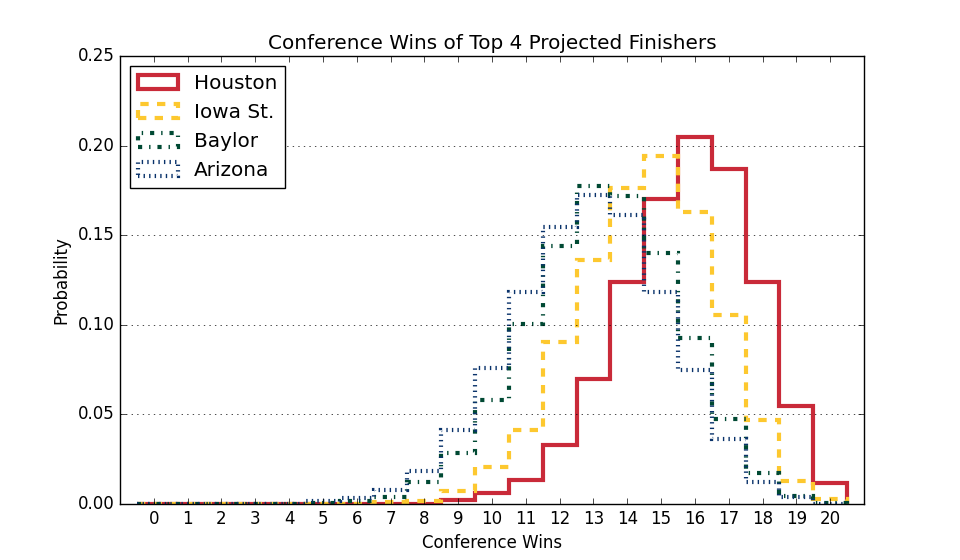 Conference Wins of Top 4 Projected Finishers
0.25
0.20
0.15
0.10
0.05
0.00
Probability
Houston
Iowa St.
Baylor
Arizona
0 1 2 3 4 5 6 7 8 9 10 11 12 13 14 15 16 17 18 19 20
Conference Wins